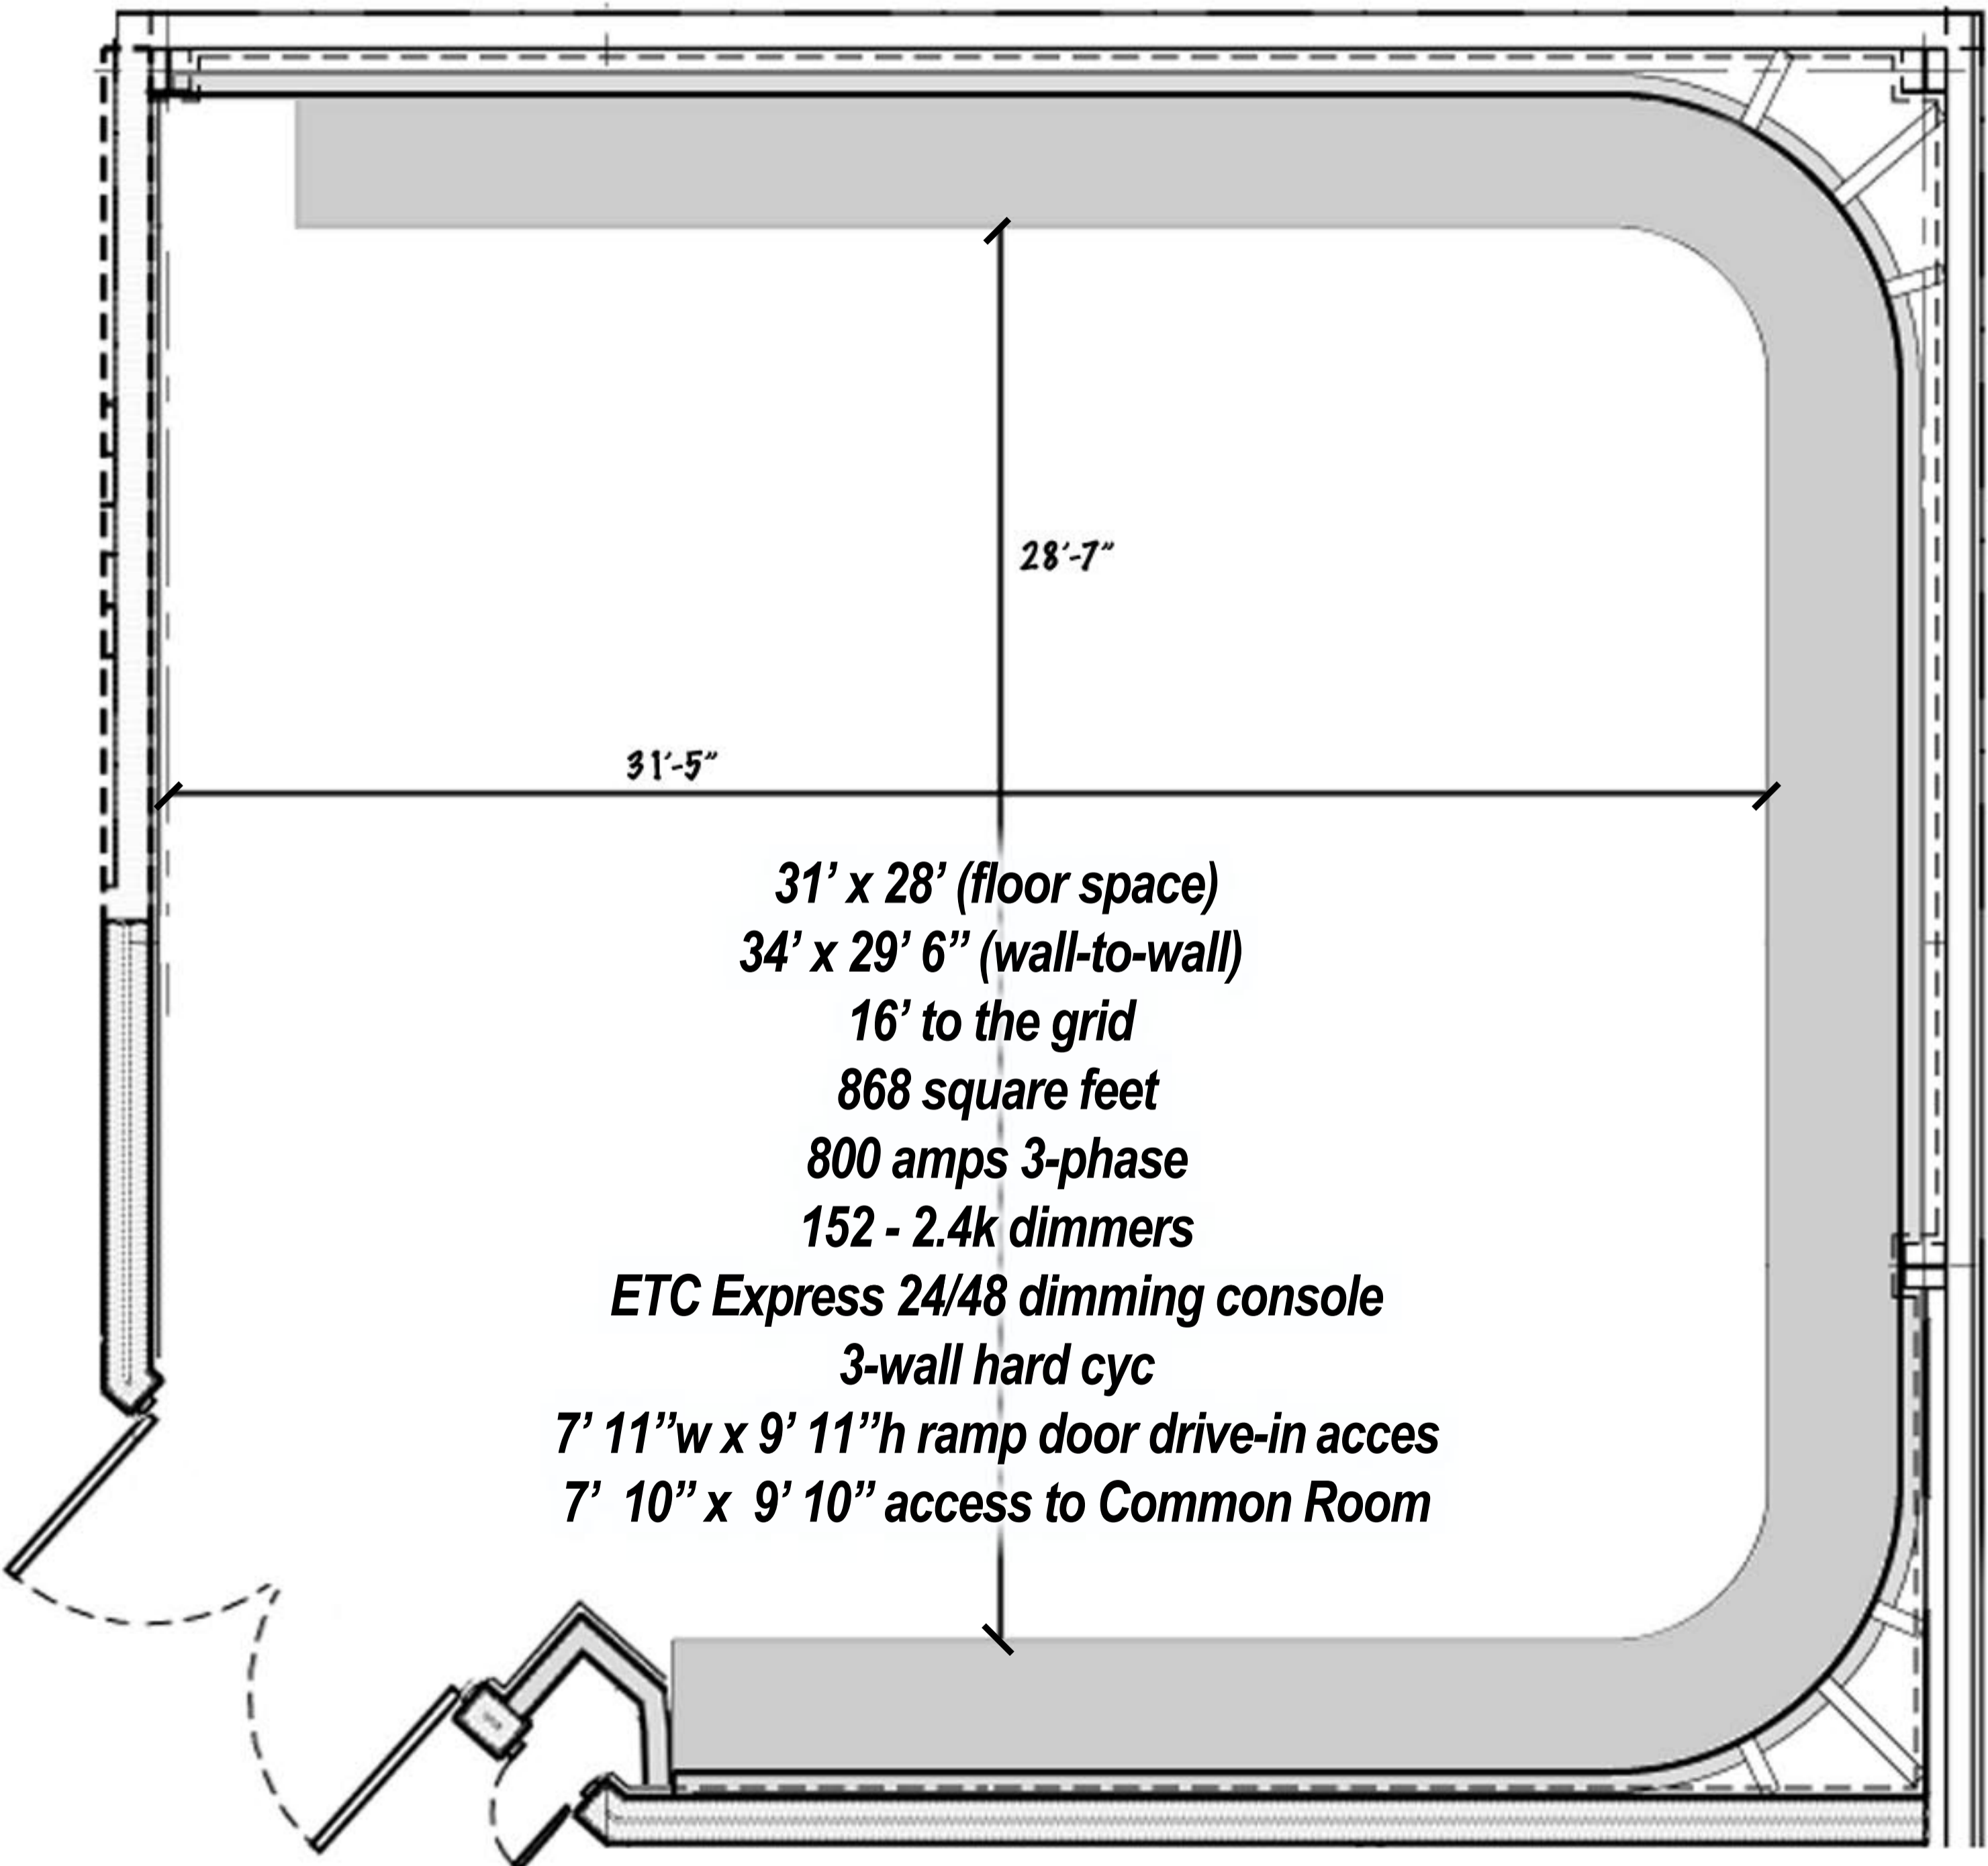 28’-7”
31’-5”
31’ x 28’ (floor space)
34’ x 29’ 6” (wall-to-wall)
16’ to the grid
868 square feet
800 amps 3-phase
152 - 2.4k dimmers
ETC Express 24/48 dimming console
3-wall hard cyc
7’ 11”w x 9’ 11”h ramp door drive-in acces
7’  10” x  9’ 10” access to Common Room